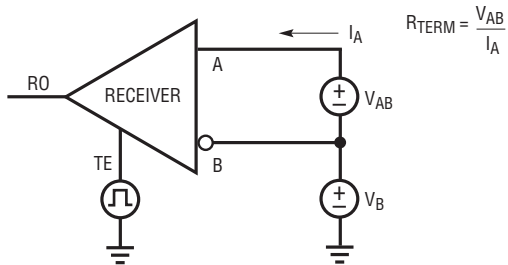 I_A
R_TERM = V_AB / I_A
A
RO
RECEIVER
+
−
V_AB
B
TE
+
−
V_B